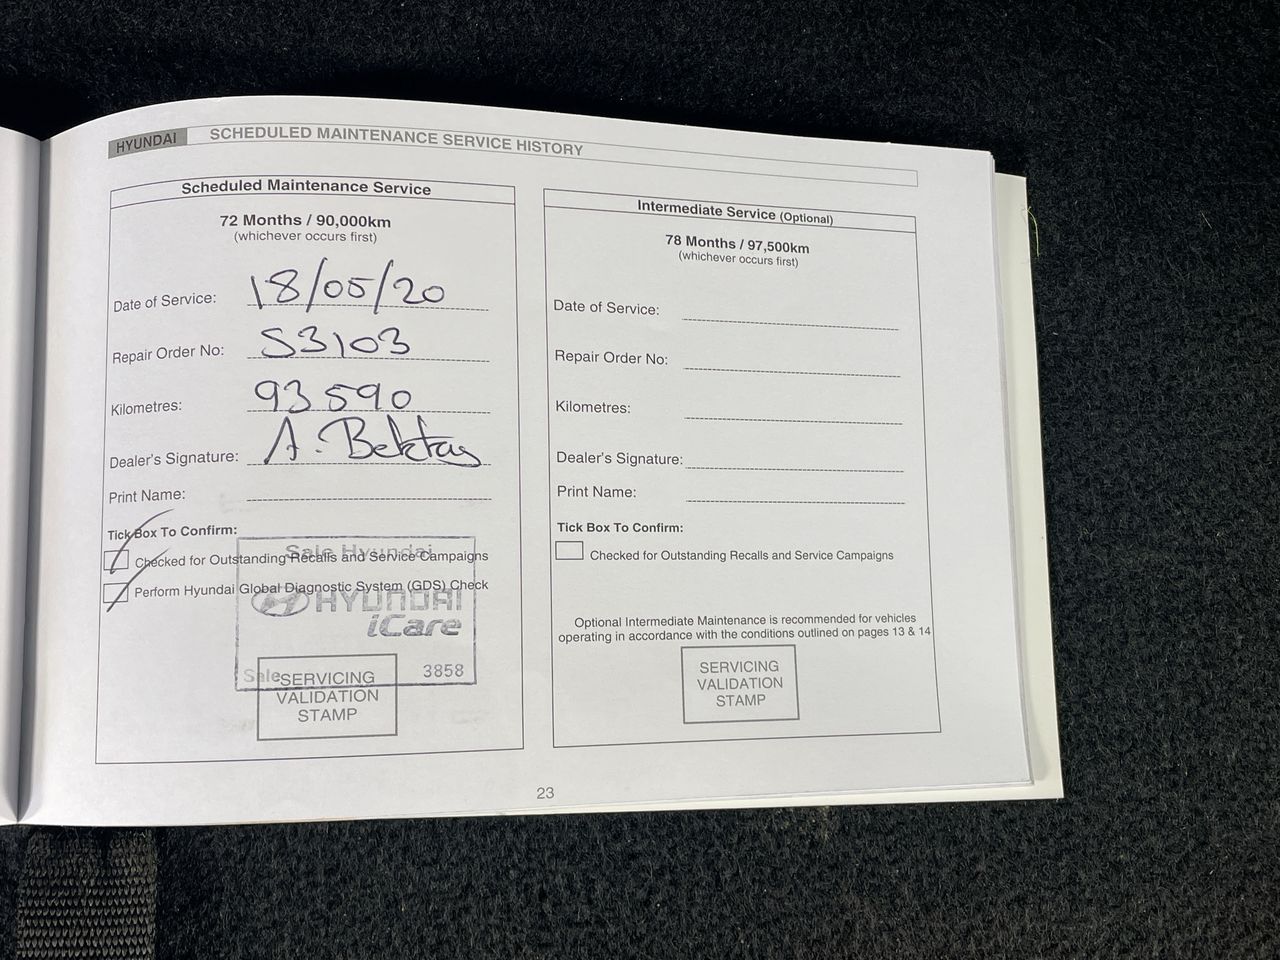 HYUNDAI SCHEDULED MAINTENANCE SERVICE HISTORY
Scheduled Maintenance Service
72 Months / 90,000km
(whichever occurs first)
Date of Service: 18/05/20
Repair Order No: 53103
Kilometres: 93590
Dealer's Signature: A. Bektas
Print Name:
Tick Box To Confirm:
Checked for Outstanding Recalls and Service Campaigns
Perform Hyundai Global Diagnostic System (GDS) Check
Sale Hyundai
HYUNDAI
iCare
Sale 3858
SERVICING
VALIDATION
STAMP
Intermediate Service (Optional)
78 Months / 97,500km
(whichever occurs first)
Date of Service:
Repair Order No:
Kilometres:
Dealer's Signature:
Print Name:
Tick Box To Confirm:
Checked for Outstanding Recalls and Service Campaigns
Optional Intermediate Maintenance is recommended for vehicles
operating in accordance with the conditions outlined on pages 13 & 14
SERVICING
VALIDATION
STAMP
23